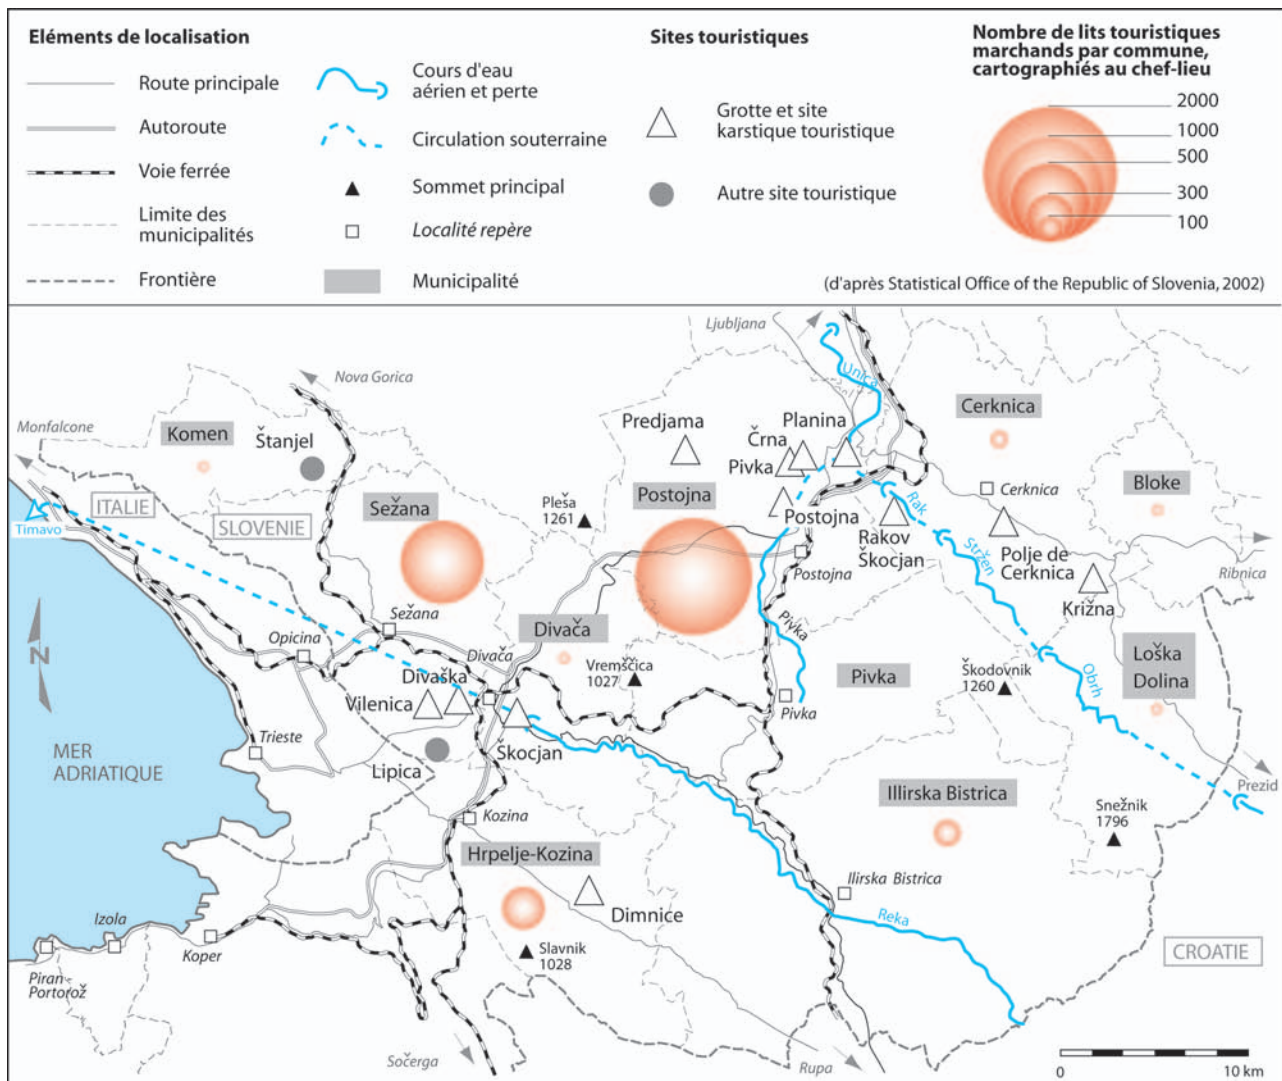 Eléments de localisation
Route principale
Autoroute
Voie ferrée
Limite des
municipalités
Frontière
Cours d'eau
aérien et perte
Circulation souterraine
Sommet principal
Localité repère
Municipalité
Sites touristiques
Grotte et site
karstique touristique
Autre site touristique
Nombre de lits touristiques
marchands par commune,
cartographiés au chef-lieu
2000
1000
500
300
100
(d'après Statistical Office of the Republic of Slovenia, 2002)
Ljubljana
Nova Gorica
Unica
Monfalcone
Komen
Štanjel
Predjama
Planina
Črna
Pivka
Cerknica
ITALIE
SLOVENIE
Timavo
Sežana
Pleša
1261
Postojna
Postojna
Postojna
Rak
Rakov
Škocjan
Cerknica
Bloke
Stržen
Polje de
Cerknica
Križna
Ribnica
N
Opicina
Sežana
Divača
Divača
Vremščica
1027
Pivka
Pivka
Pivka
Škodovnik
1260
Obrh
Loška
Dolina
Divaška
Vilenica
Trieste
MER
ADRIATIQUE
Lipica
Škocjan
Prezid
Illirska Bistrica
Snežnik
1796
Kozina
Hrpelje-Kozina
Dimnice
Ilirska Bistrica
Reka
Slavnik
1028
Izola
Koper
Piran
Portorož
CROATIE
Sočerga
Rupa
0
10 km